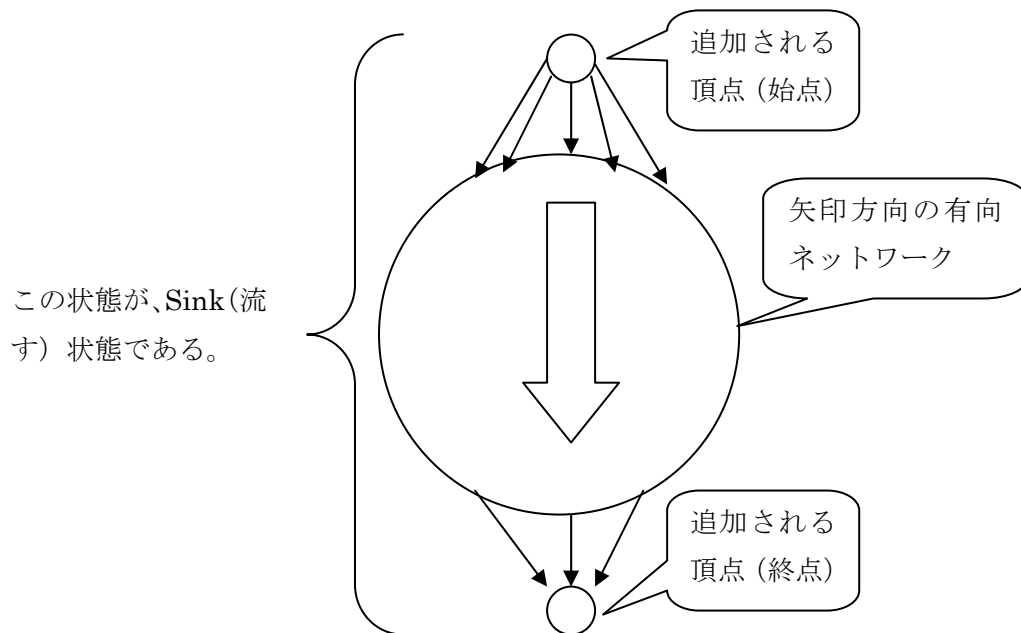 追加される
頂点（始点）
矢印方向の有向
ネットワーク
この状態が、Sink（流
す）状態である。
追加される
頂点（終点）